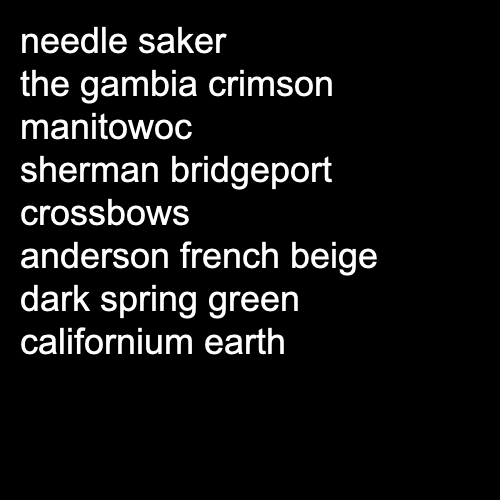 needle saker
the gambia crimson
manitowoc
sherman bridgeport
crossbows
anderson french beige
dark spring green
californium earth